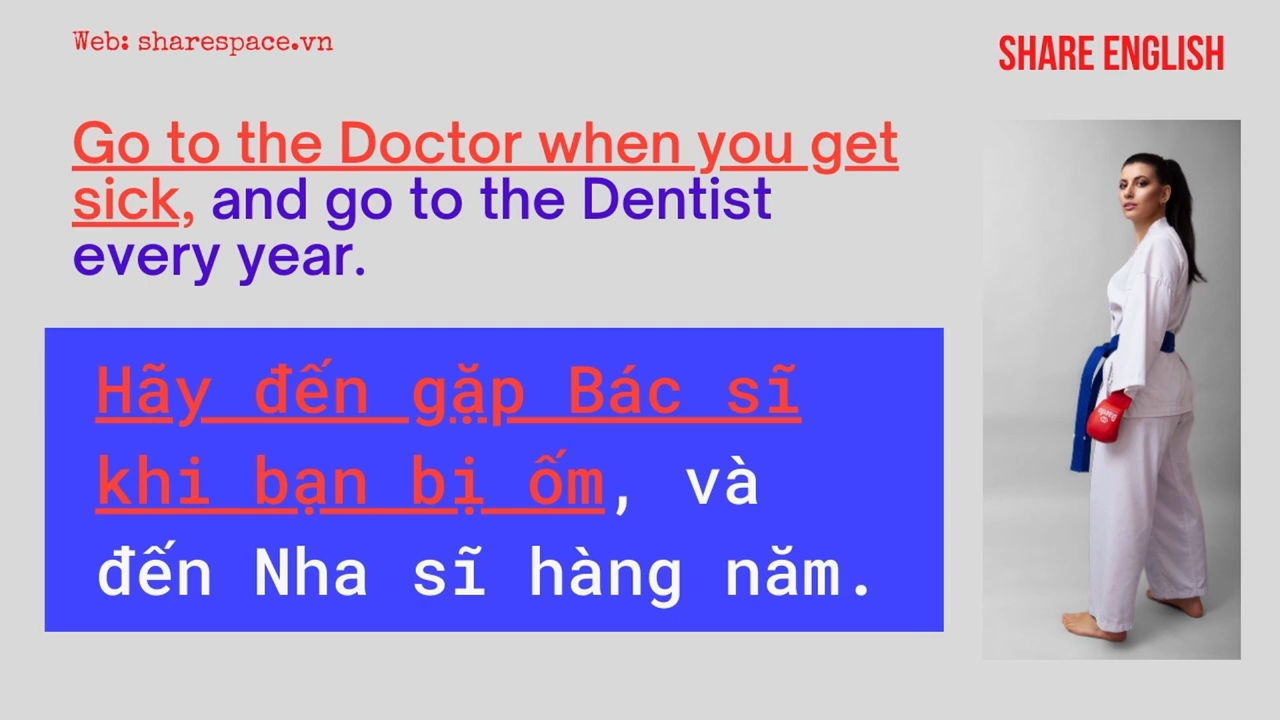 Web: sharespace.vn
SHARE ENGLISH
Go to the Doctor when you get
sick, and go to the Dentist
every year.
Hãy đến gặp Bác sĩ
khi bạn bị ốm, và
đến Nha sĩ hàng năm.